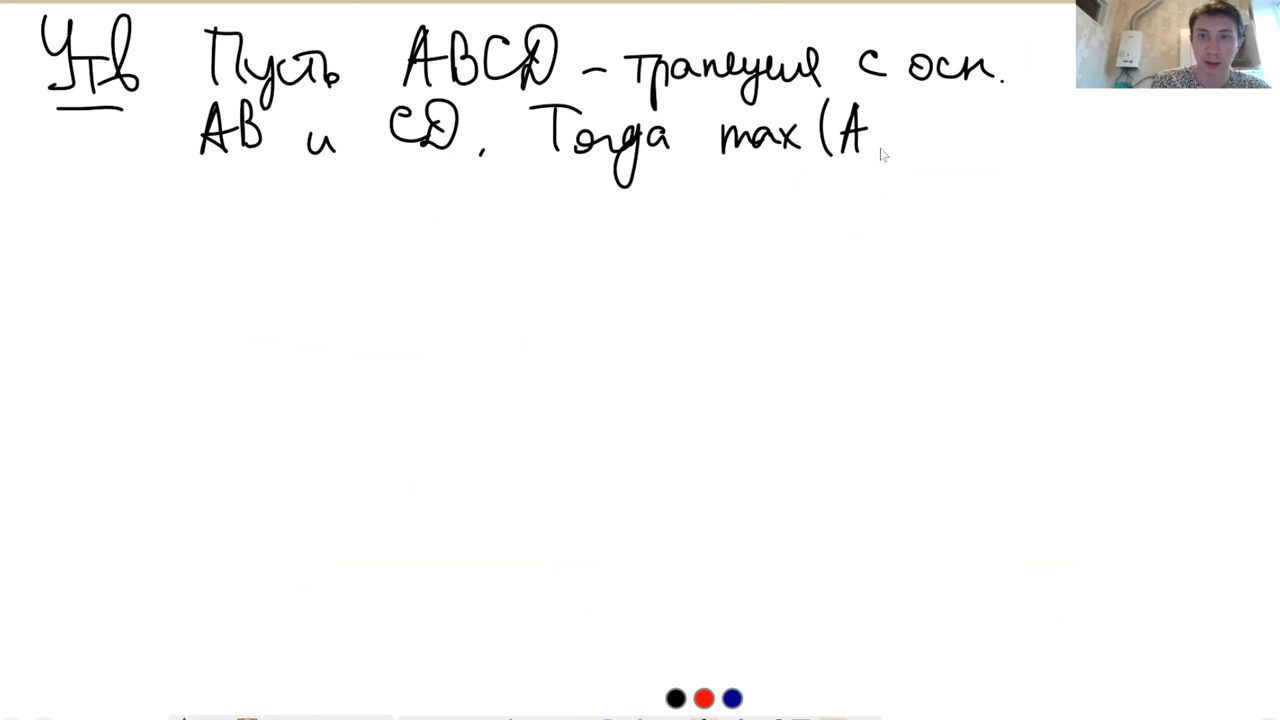 Утв Пусть ABCD - трапеция с осн.
AB и CD. Тогда max (A